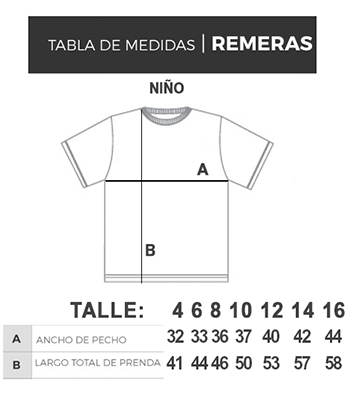 TABLA DE MEDIDAS | REMERAS
NIÑO
A
B
TALLE: 4 6 8 10 12 14 16
A ANCHO DE PECHO 32 33 36 37 40 42 44
B LARGO TOTAL DE PRENDA 41 44 46 50 53 57 58